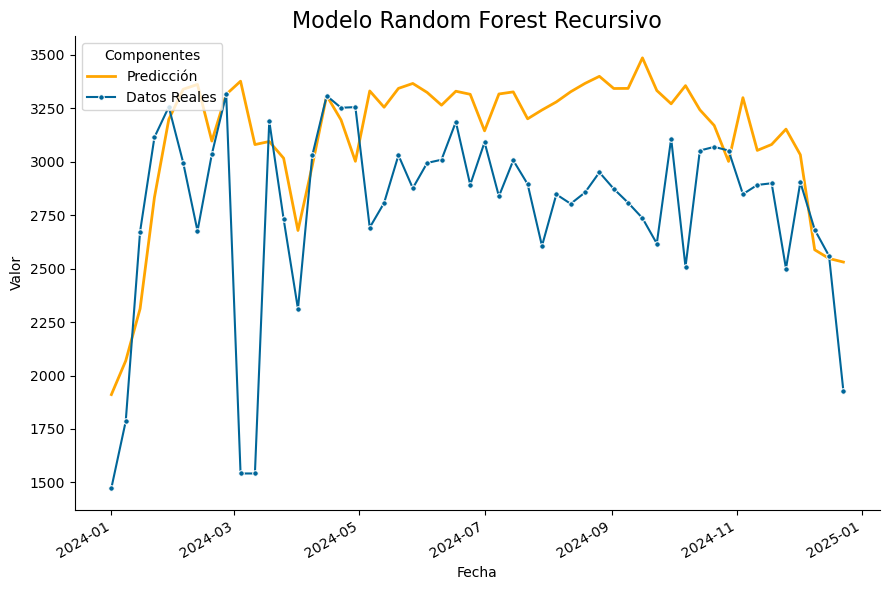 Modelo Random Forest Recursivo
Componentes
Predicción
Datos Reales
Valor
3500
3250
3000
2750
2500
2250
2000
1750
1500
2024-01
2024-03
2024-05
2024-07
2024-09
2024-11
2025-01
Fecha